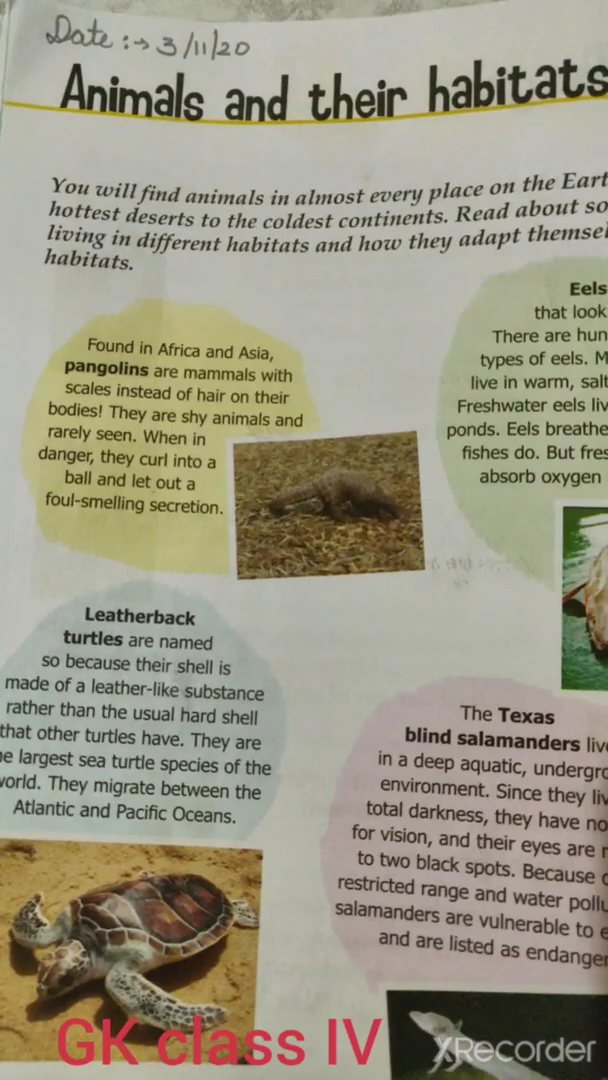 Date :→ 3/11/20
Animals and their habitats
You will find animals in almost every place on the Eart
hottest deserts to the coldest continents. Read about so
living in different habitats and how they adapt themsel
habitats.
Found in Africa and Asia,
pangolins are mammals with
scales instead of hair on their
bodies! They are shy animals and
rarely seen. When in
danger, they curl into a
ball and let out a
foul-smelling secretion.
Eels
that look
There are hun
types of eels. M
live in warm, salt
Freshwater eels liv
ponds. Eels breathe
fishes do. But fres
absorb oxygen
Leatherback
turtles are named
so because their shell is
made of a leather-like substance
rather than the usual hard shell
that other turtles have. They are
he largest sea turtle species of the
world. They migrate between the
Atlantic and Pacific Oceans.
The Texas
blind salamanders live
in a deep aquatic, undergro
environment. Since they liv
total darkness, they have no
for vision, and their eyes are r
to two black spots. Because o
restricted range and water pollu
salamanders are vulnerable to e
and are listed as endanger
GK class IV
XRecorder